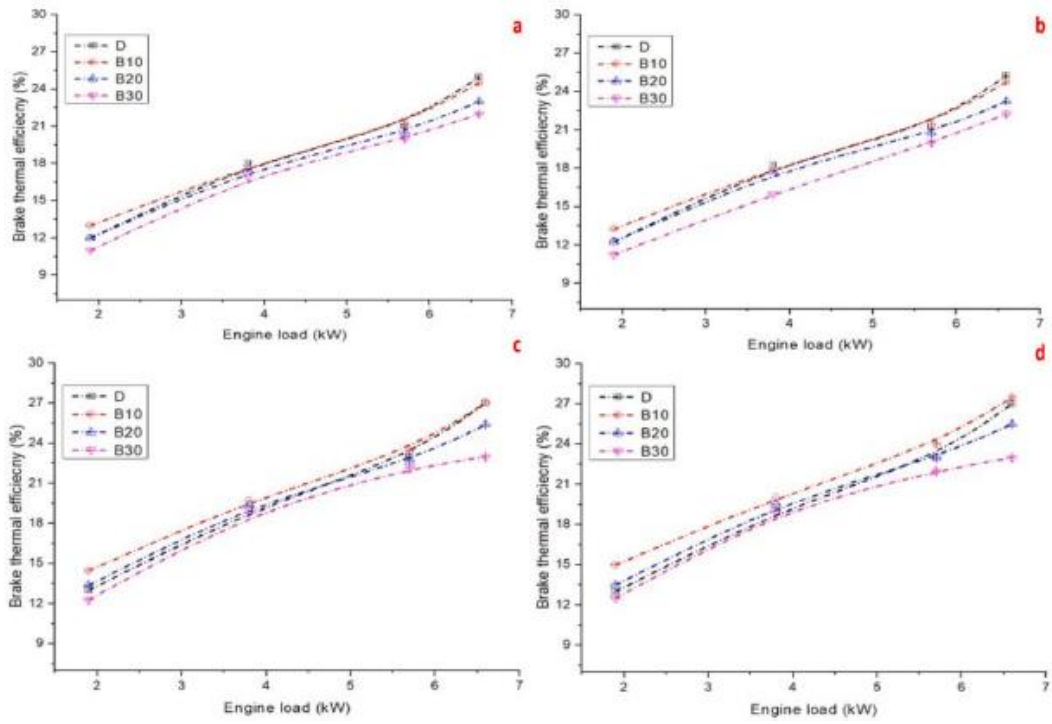 a
30
27
24
21
18
15
12
9
Brake thermal efficiecny (%)
D
B10
B20
B30
2 3 4 5 6 7
Engine load (kW)
b
30
27
24
21
18
15
12
9
Brake thermal efficiecny (%)
D
B10
B20
B30
2 3 4 5 6 7
Engine load (kW)
c
30
27
24
21
18
15
12
9
Brake thermal efficiecny (%)
D
B10
B20
B30
2 3 4 5 6 7
Engine load (kW)
d
30
27
24
21
18
15
12
9
Brake thermal efficiecny (%)
D
B10
B20
B30
2 3 4 5 6 7
Engine load (kW)